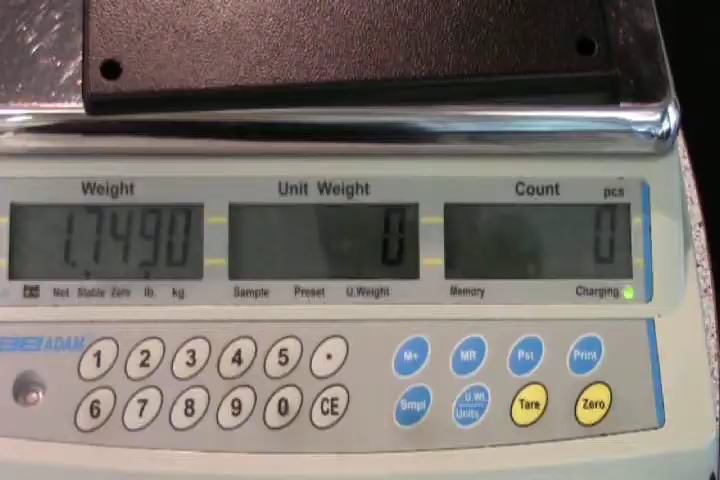 Weight Unit Weight Count pcs
1.7490 0 0
Net Stable Zero lb kg Sample Preset U.Weight Memory Charging
ADAM 1 2 3 4 5 . M+ MR Pst Print
6 7 8 9 0 CE Smpl U.Wt. Units Tare Zero